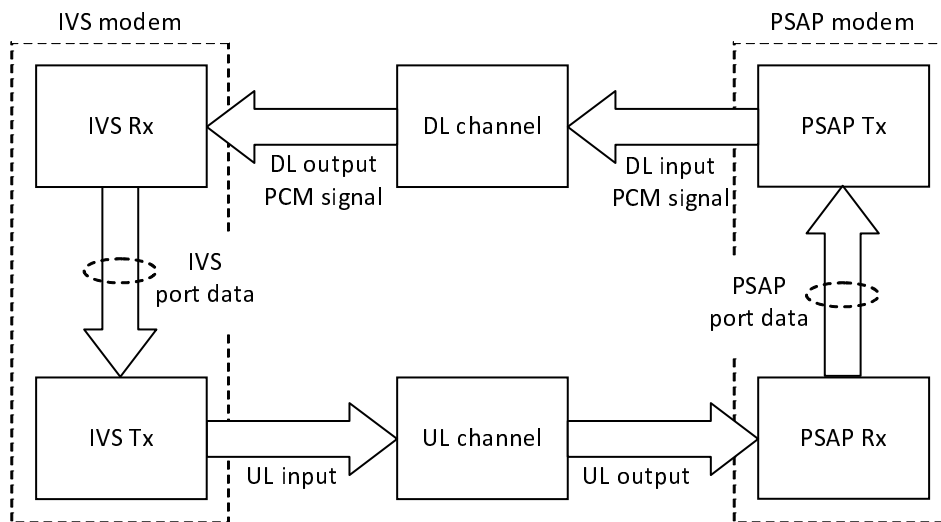 IVS modem
PSAP modem
IVS Rx
DL channel
PSAP Tx
DL output
PCM signal
DL input
PCM signal
IVS
port data
PSAP
port data
IVS Tx
UL channel
PSAP Rx
UL input
UL output